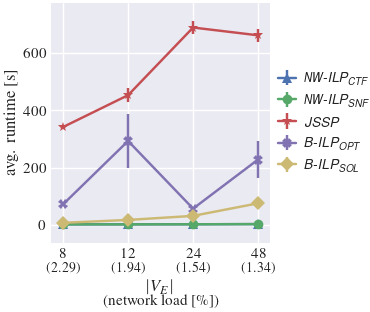 avg. runtime [s]
600
400
200
0
8 12 24 48
(2.29) (1.94) (1.54) (1.34)
|V_E|
(network load [%])
NW-ILP_CTF
NW-ILP_SNF
JSSP
B-ILP_OPT
B-ILP_SOL